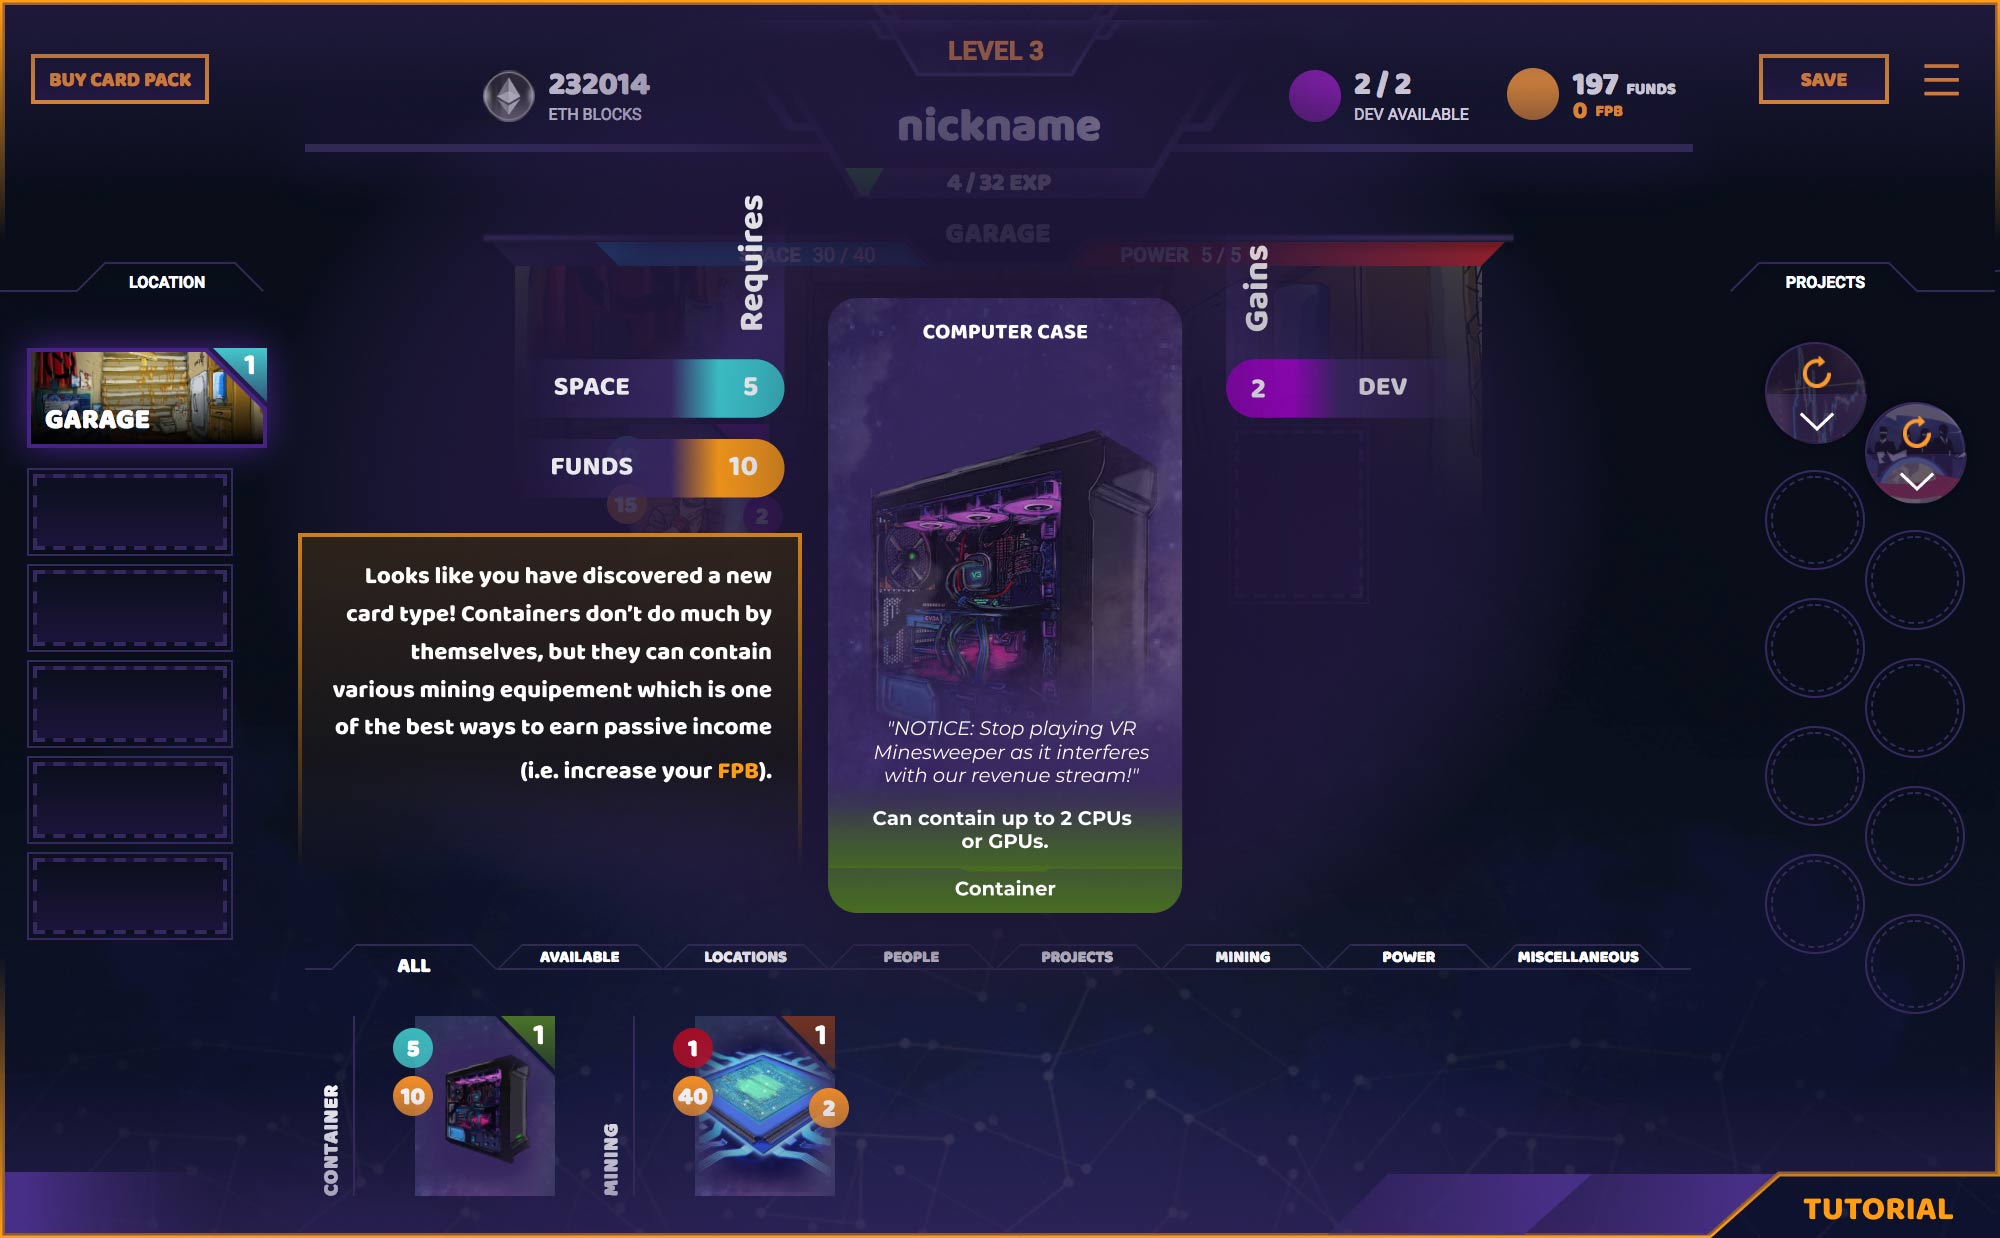 BUY CARD PACK
232014
ETH BLOCKS
LEVEL 3
nickname
4 / 32 EXP
2 / 2
DEV AVAILABLE
197 FUNDS
0 FPB
SAVE
GARAGE
SPACE 30 / 40
POWER 5 / 5
LOCATION
1
GARAGE
PROJECTS
Requires
SPACE 5
FUNDS 10
15
2
Gains
2 DEV
COMPUTER CASE
V3
EVGA
"NOTICE: Stop playing VR
Minesweeper as it interferes
with our revenue stream!"
Can contain up to 2 CPUs
or GPUs.
Container
Looks like you have discovered a new
card type! Containers don't do much by
themselves, but they can contain
various mining equipement which is one
of the best ways to earn passive income
(i.e. increase your FPB).
ALL
AVAILABLE
LOCATIONS
PEOPLE
PROJECTS
MINING
POWER
MISCELLANEOUS
CONTAINER
5
10
1
MINING
1
40
1
2
TUTORIAL